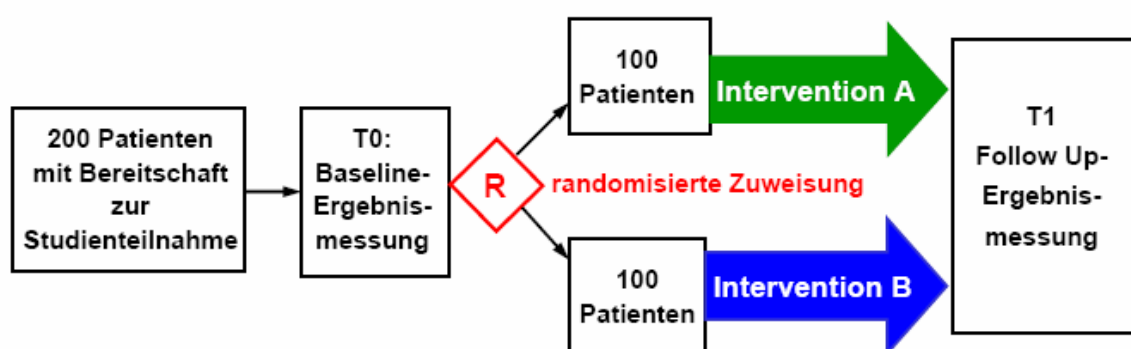 200 Patienten
mit Bereitschaft
zur
Studienteilnahme
T0:
Baseline-
Ergebnis-
messung
R
randomisierte Zuweisung
100
Patienten
Intervention A
100
Patienten
Intervention B
T1
Follow Up-
Ergebnis-
messung